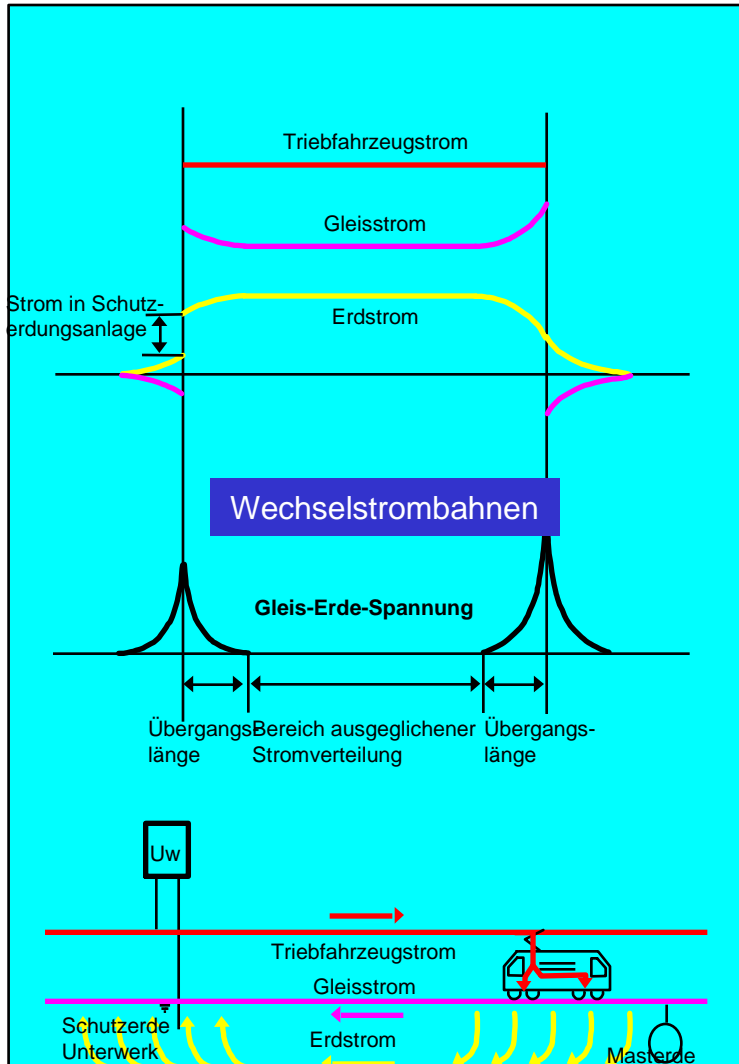 Triebfahrzeugstrom
Gleisstrom
Strom in Schutz-
erdungsanlage
Erdstrom
Wechselstrombahnen
Gleis-Erde-Spannung
Übergangs-
länge
Bereich ausgeglichener
Stromverteilung
Übergangs-
länge
Uw
Triebfahrzeugstrom
Gleisstrom
Schutzerde
Unterwerk
Erdstrom
Masterde